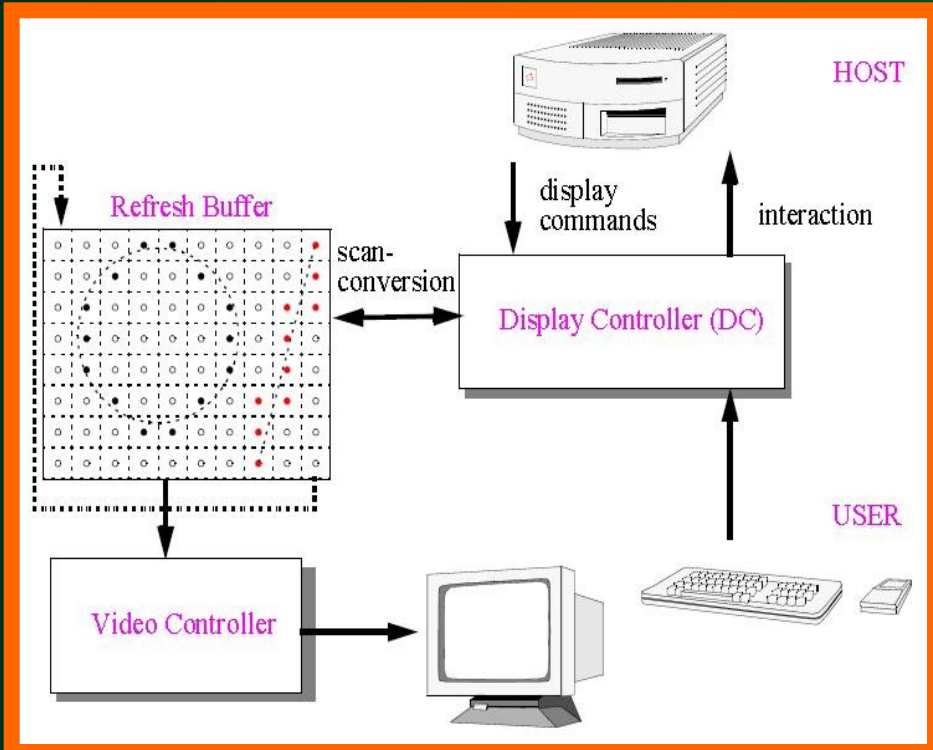 HOST
display
commands
interaction
Refresh Buffer
scan-
conversion
Display Controller (DC)
USER
Video Controller